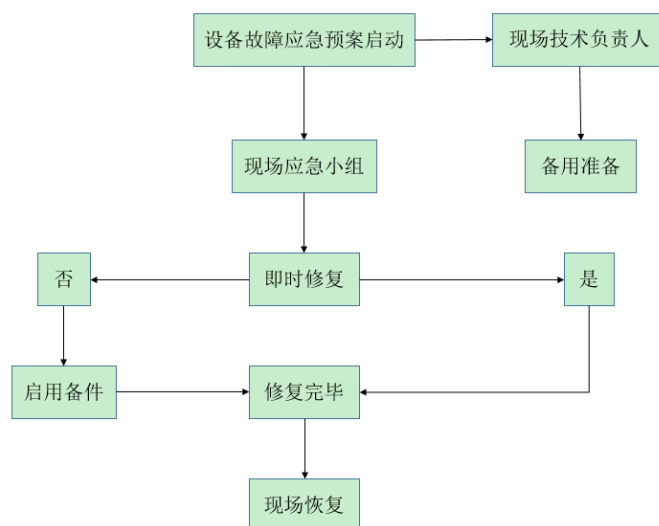 设备故障应急预案启动
现场技术负责人
现场应急小组
备用准备
否
即时修复
是
启用备件
修复完毕
现场恢复